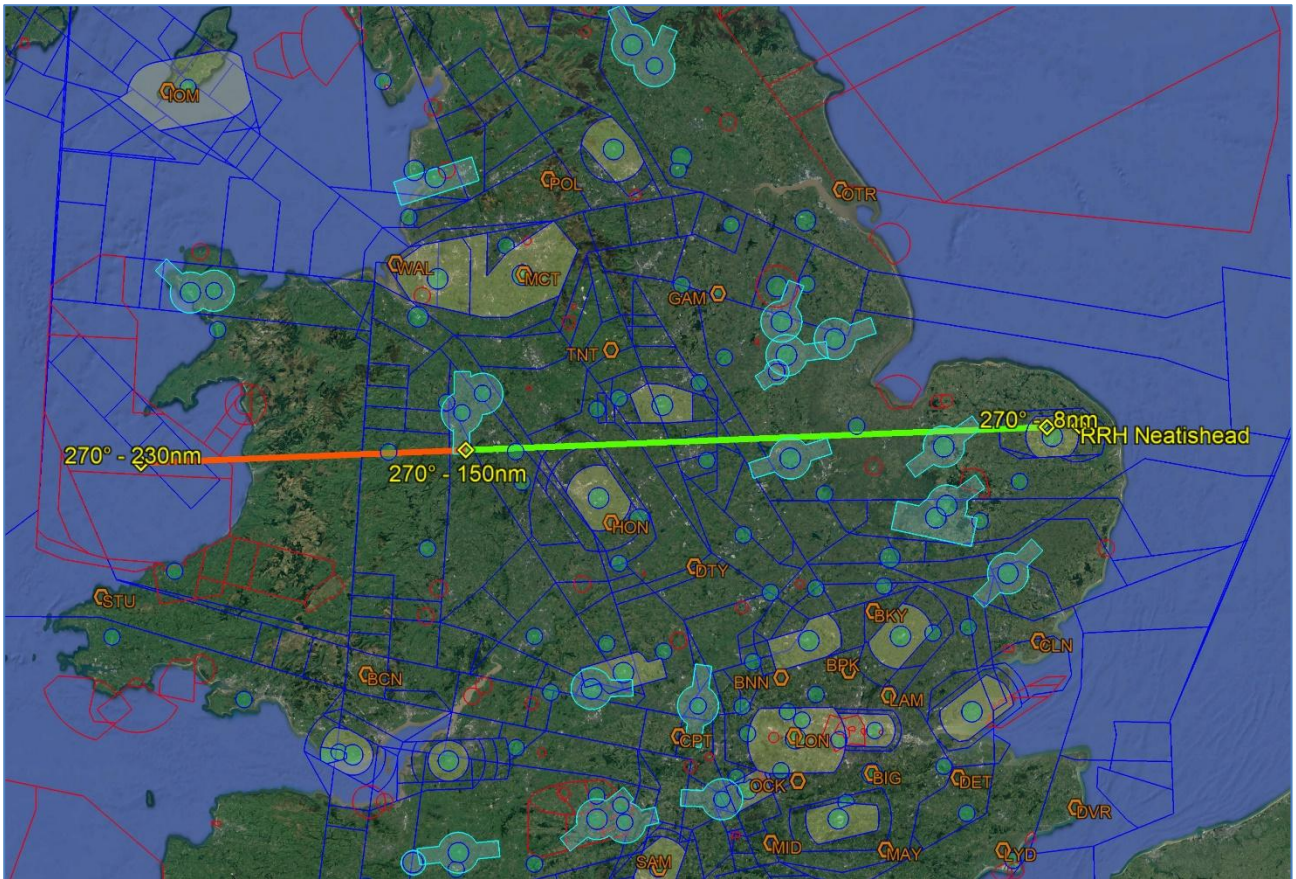 IOM
POL
OTR
WAL
MCT
GAM
TNT
270° - 8nm
RRH Neatishead
270° - 230nm
270° - 150nm
HON
DTY
STU
BKY
CLN
BCN
BNN
BPK
LAM
CPT
LON
OCK
BIG
DET
DVR
MID
MAY
LYD
SAM